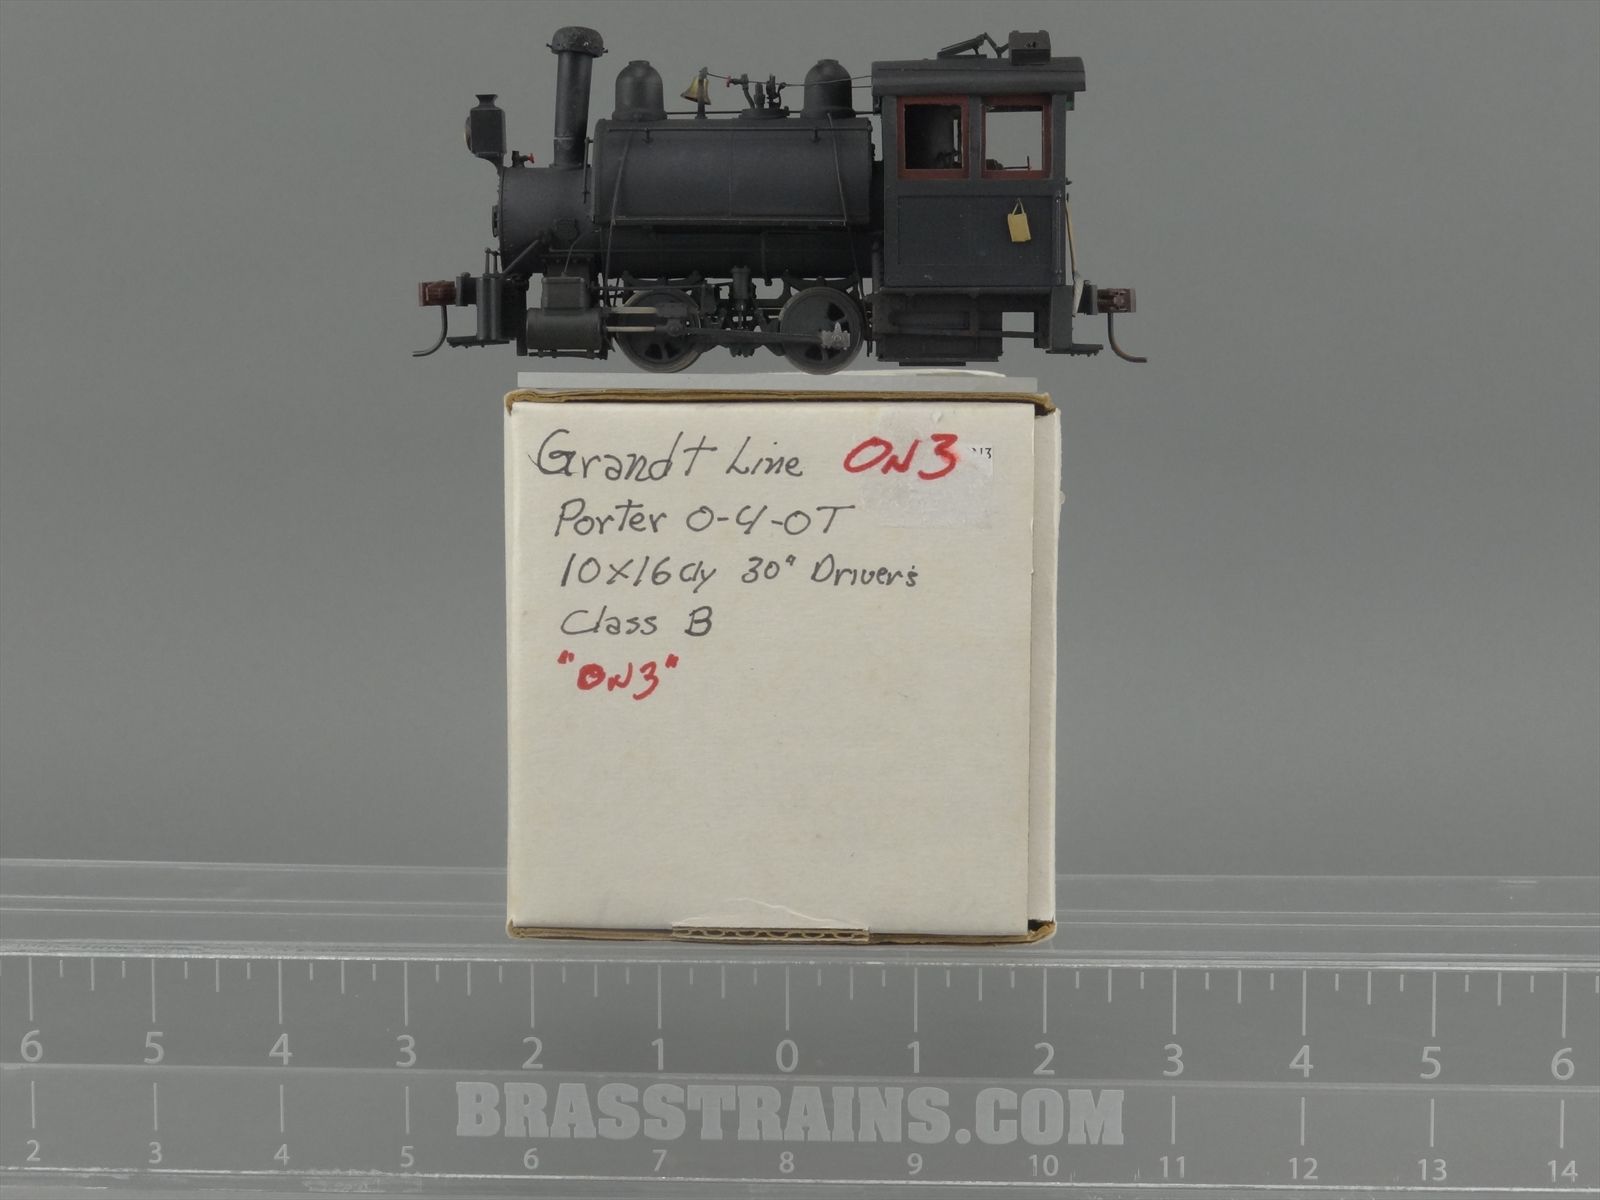 Grandt Line ON3
Porter 0-4-0T
10x16 Cly 30" Drivers
Class B
"ON3"
6 5 4 3 2 1 0 1 2 3 4 5 6
BRASSTRAINS.COM
2 3 4 5 6 7 8 9 10 11 12 13 14